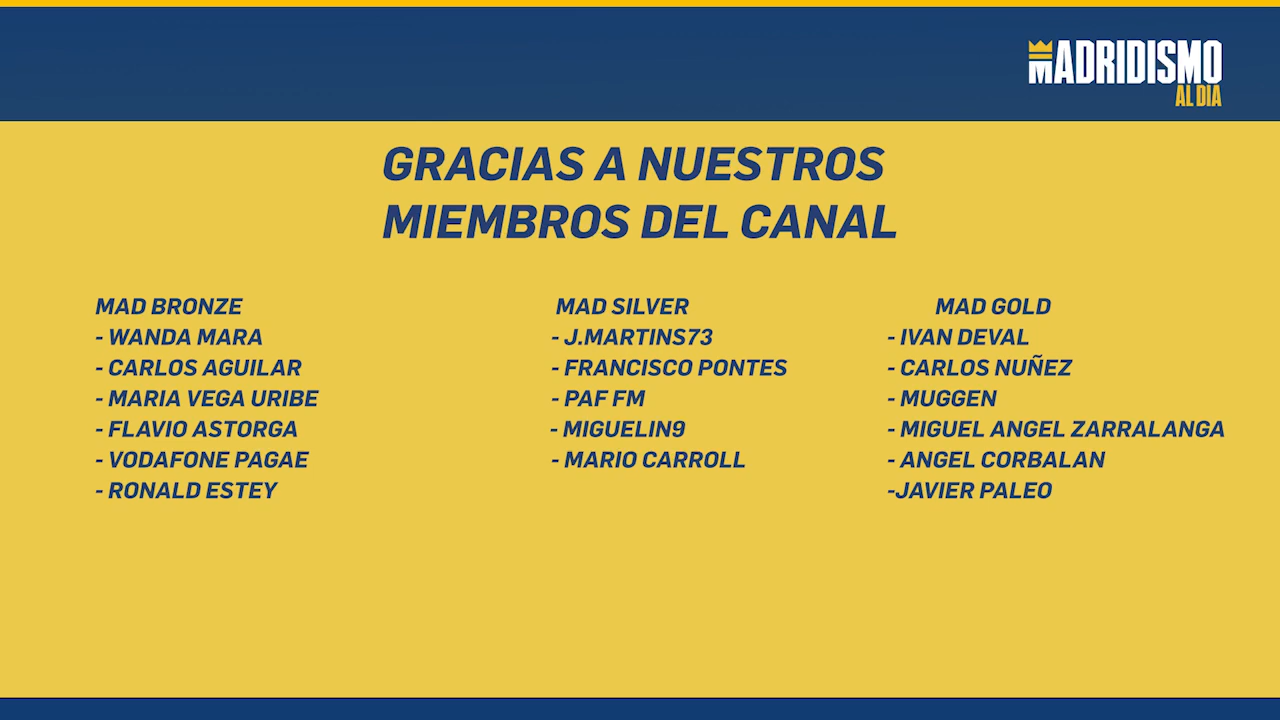 MADRIDISMO
AL DIA
GRACIAS A NUESTROS
MIEMBROS DEL CANAL
MAD BRONZE
- WANDA MARA
- CARLOS AGUILAR
- MARIA VEGA URIBE
- FLAVIO ASTORGA
- VODAFONE PAGAE
- RONALD ESTEY
MAD SILVER
- J.MARTINS73
- FRANCISCO PONTES
- PAF FM
- MIGUELIN9
- MARIO CARROLL
MAD GOLD
- IVAN DEVAL
- CARLOS NUÑEZ
- MUGGEN
- MIGUEL ANGEL ZARRALANGA
- ANGEL CORBALAN
-JAVIER PALEO